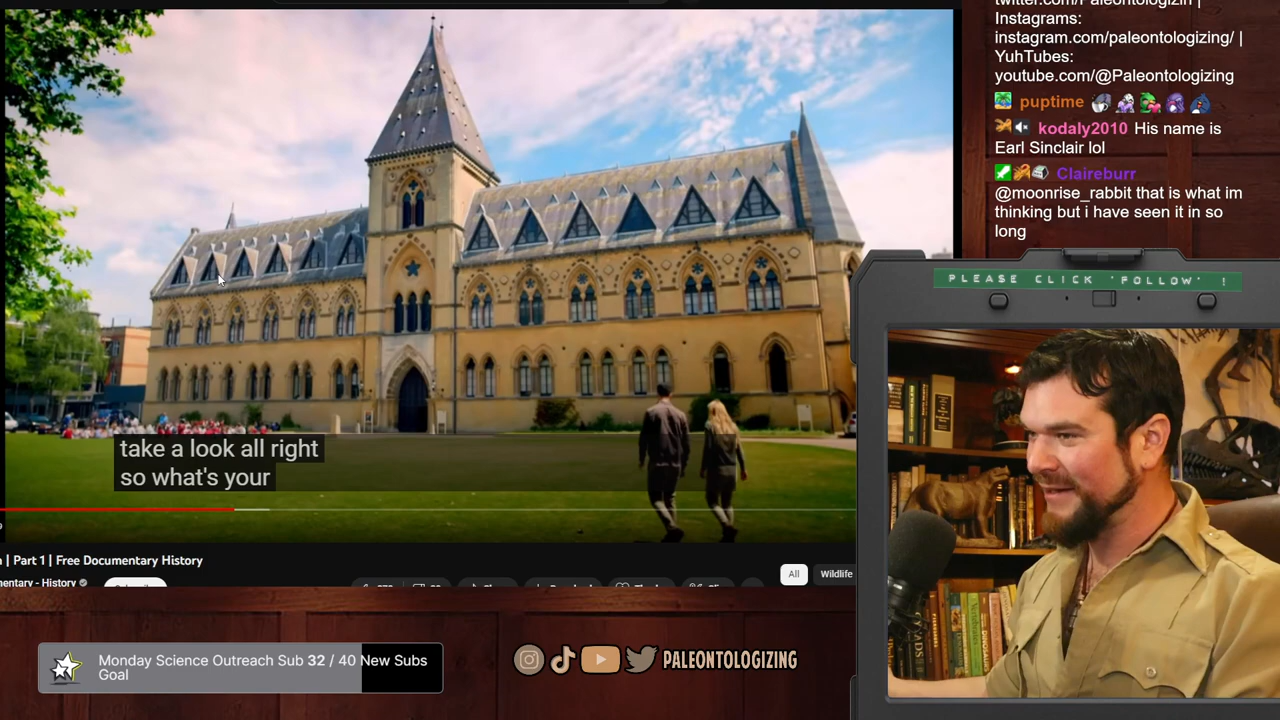 twitter.com/Paleontologizin |
Instagrams:
instagram.com/paleontologizing/ |
YuhTubes:
youtube.com/@Paleontologizing
puptime
kodaly2010 His name is
Earl Sinclair lol
Claireburr
@moonrise_rabbit that is what im
thinking but i have seen it in so
long
PLEASE CLICK "FOLLOW" !
take a look all right
so what's your
| Part 1 | Free Documentary History
mentary - History
All
Wildlife
Monday Science Outreach Sub 32 / 40 New Subs
Goal
PALEONTOLOGIZING